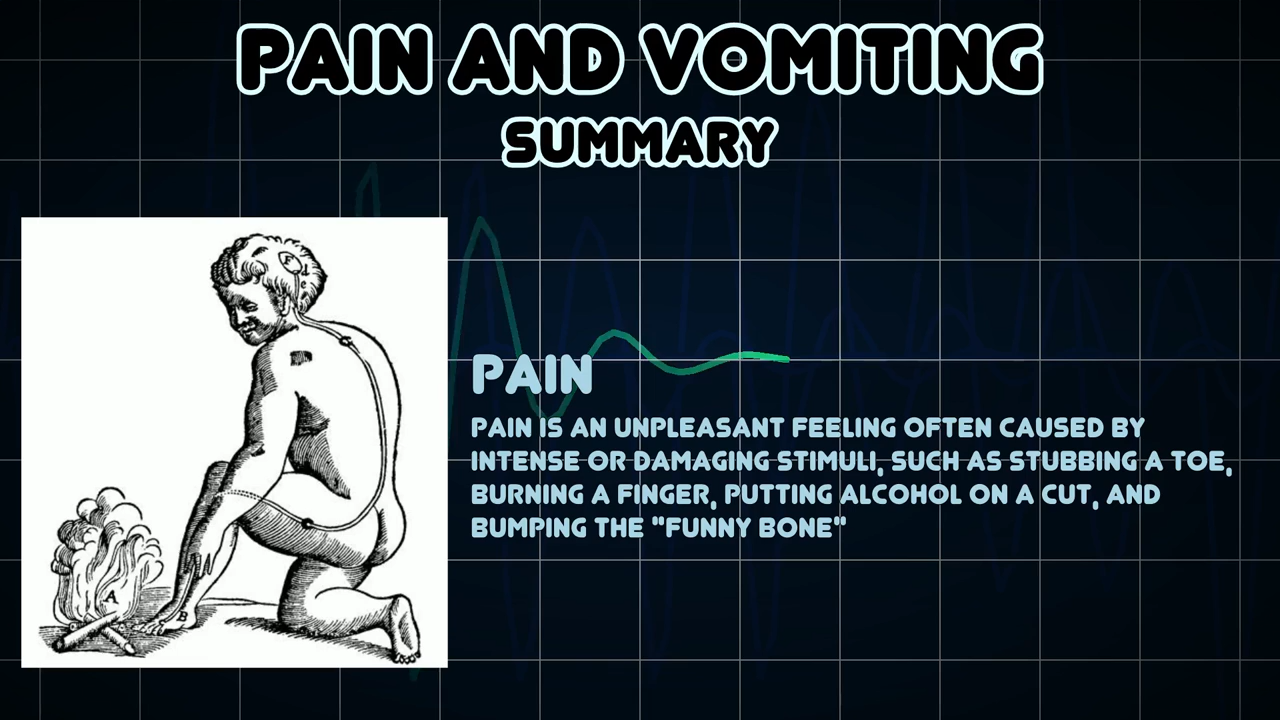 PAIN AND VOMITING
SUMMARY
PAIN
PAIN IS AN UNPLEASANT FEELING OFTEN CAUSED BY
INTENSE OR DAMAGING STIMULI, SUCH AS STUBBING A TOE,
BURNING A FINGER, PUTTING ALCOHOL ON A CUT, AND
BUMPING THE "FUNNY BONE"
A
B